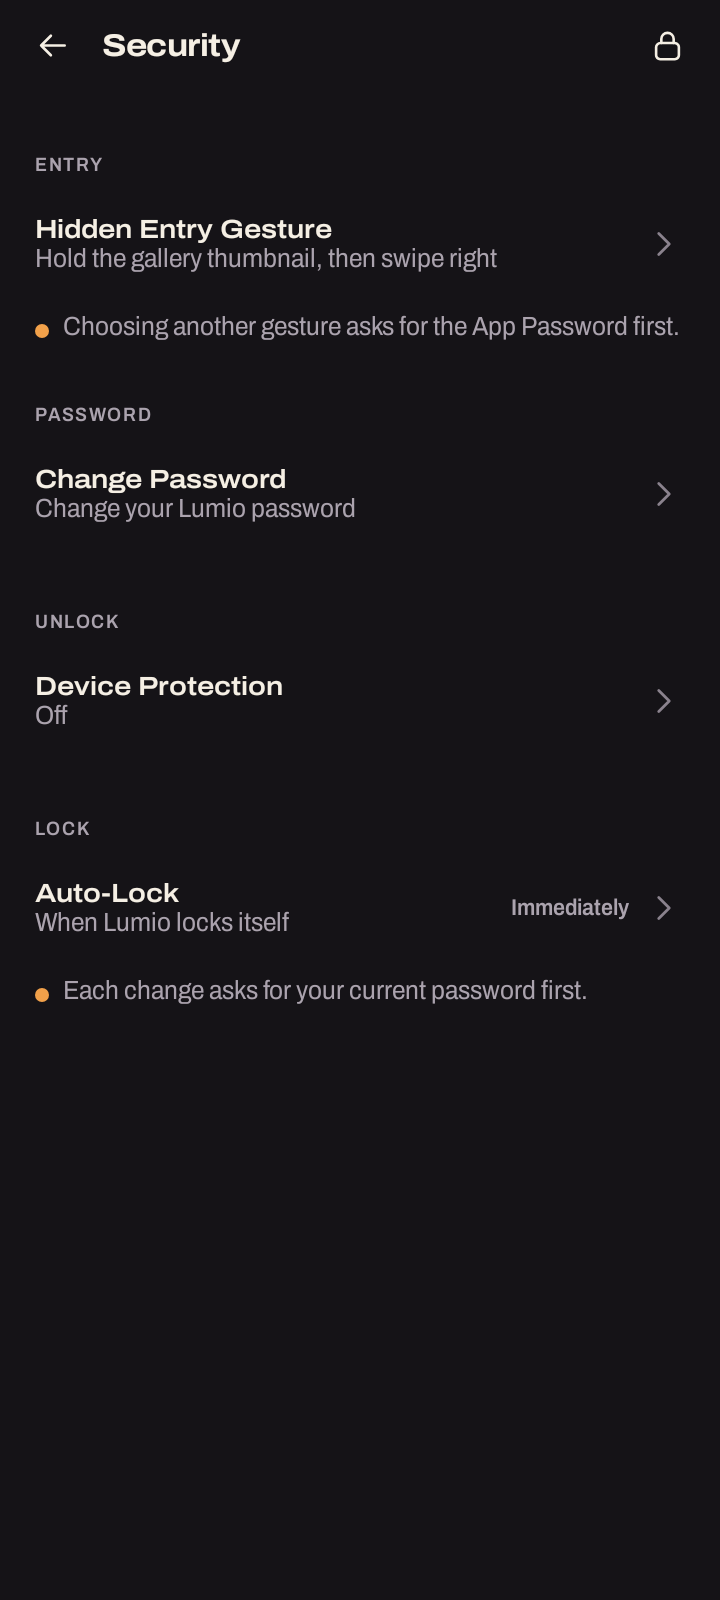 Security
ENTRY
Hidden Entry Gesture
Hold the gallery thumbnail, then swipe right
Choosing another gesture asks for the App Password first.
PASSWORD
Change Password
Change your Lumio password
UNLOCK
Device Protection
Off
LOCK
Auto-Lock
When Lumio locks itself
Immediately
Each change asks for your current password first.